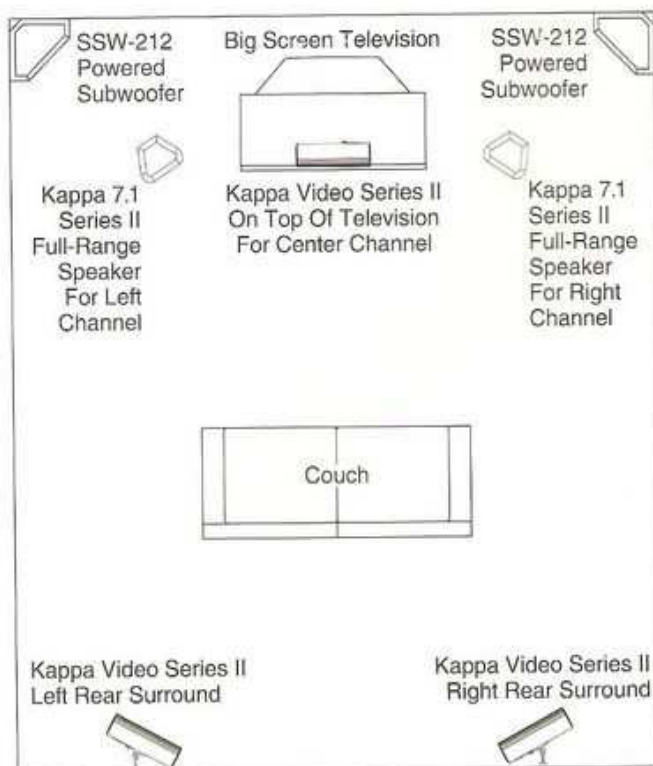 SSW-212
Powered
Subwoofer
Big Screen Television
SSW-212
Powered
Subwoofer
Kappa 7.1
Series II
Full-Range
Speaker
For Left
Channel
Kappa Video Series II
On Top Of Television
For Center Channel
Kappa 7.1
Series II
Full-Range
Speaker
For Right
Channel
Couch
Kappa Video Series II
Left Rear Surround
Kappa Video Series II
Right Rear Surround